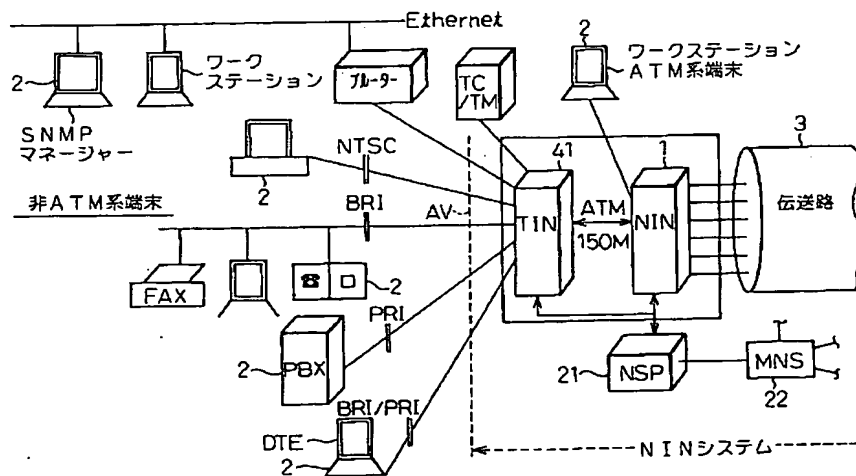 Ethernet
2
ワーク
ステーション
ブルーター
TC
/TM
2
ワークステーション
ATM系端末
SNMP
マネージャー
NTSC
2
41
1
3
非ATM系端末
BRI
AV
TIN
ATM
150M
NIN
伝送路
FAX
2
PRI
2
PBX
21
NSP
MNS
22
BRI/PRI
DTE
2
NINシステム